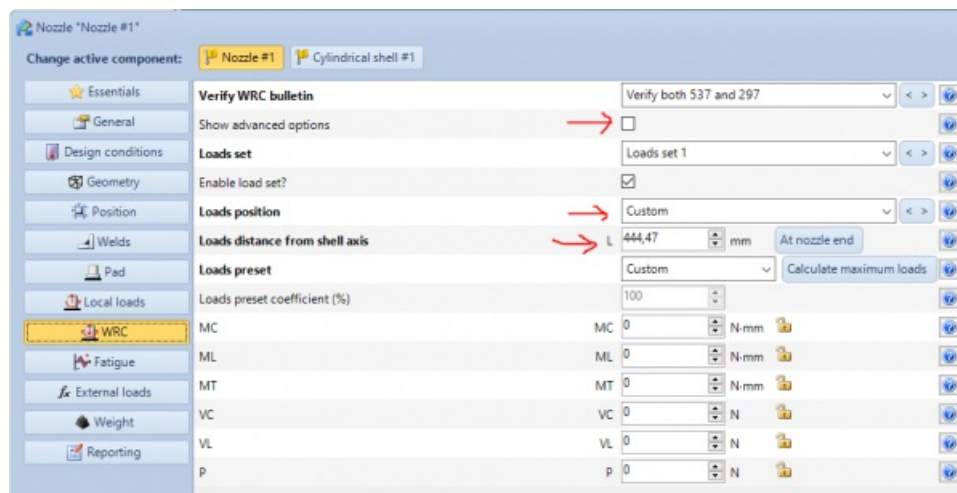 Nozzle "Nozzle #1"
Change active component: Nozzle #1 Cylindrical shell #1
Essentials
General
Design conditions
Geometry
Position
Welds
Pad
Local loads
WRC
Fatigue
fx External loads
Weight
Reporting
Verify WRC bulletin Verify both 537 and 297 < >
Show advanced options
Loads set Loads set 1 < >
Enable load set?
Loads position Custom < >
Loads distance from shell axis L 444,47 mm At nozzle end
Loads preset Custom Calculate maximum loads
Loads preset coefficient (%) 100
MC MC 0 N·mm
ML ML 0 N·mm
MT MT 0 N·mm
VC VC 0 N
VL VL 0 N
P P 0 N